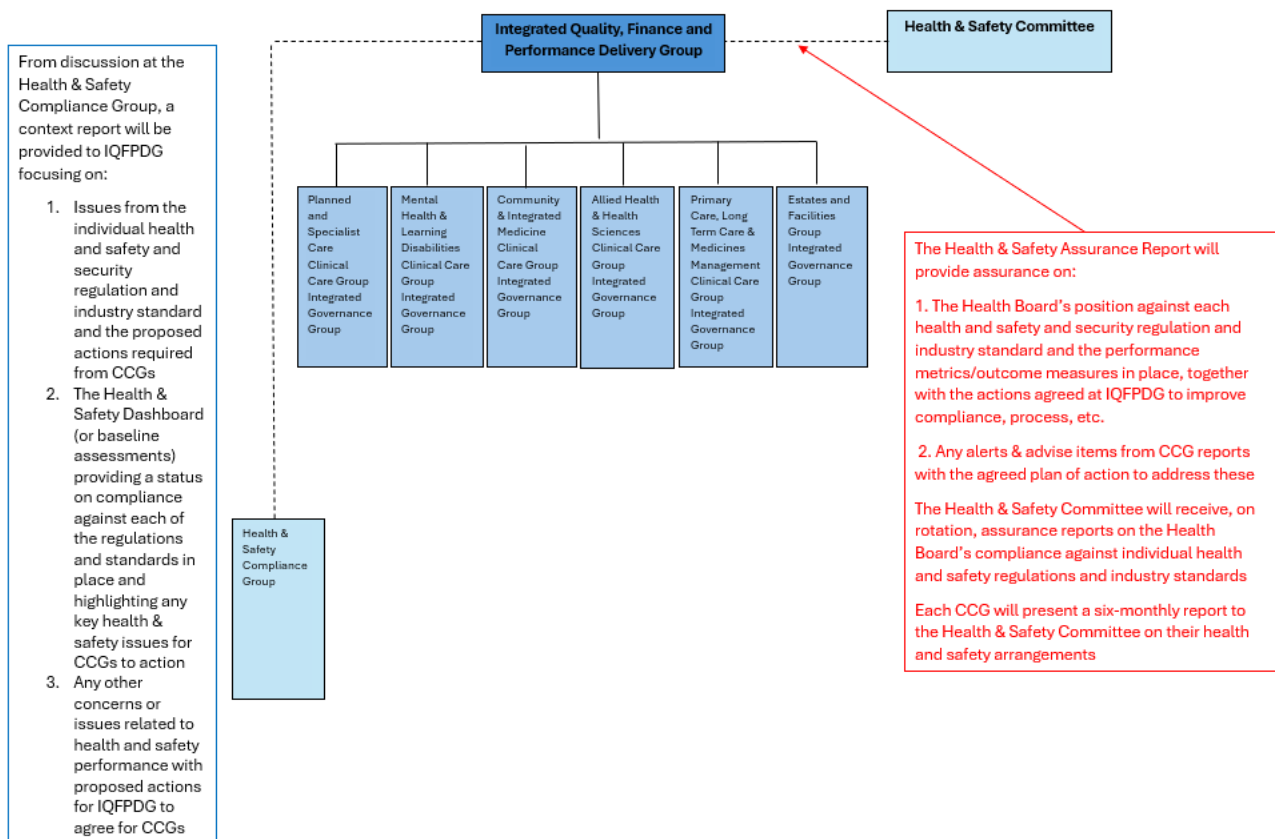 Integrated Quality, Finance and
Performance Delivery Group
Health & Safety Committee
From discussion at the
Health & Safety
Compliance Group, a
context report will be
provided to IQFPDG
focusing on:
1. Issues from the
individual health
and safety and
security
regulation and
industry standard
and the proposed
actions required
from CCGs
2. The Health &
Safety Dashboard
(or baseline
assessments)
providing a status
on compliance
against each of
the regulations
and standards in
place and
highlighting any
key health &
safety issues for
CCGs to action
3. Any other
concerns or
issues related to
health and safety
performance with
proposed actions
for IQFPDG to
agree for CCGs
Planned
and
Specialist
Care
Clinical
Care Group
Integrated
Governance
Group
Mental
Health &
Learning
Disabilities
Clinical Care
Group
Integrated
Governance
Group
Community
& Integrated
Medicine
Clinical
Care Group
Integrated
Governance
Group
Allied Health
& Health
Sciences
Clinical Care
Group
Integrated
Governance
Group
Primary
Care, Long
Term Care &
Medicines
Management
Clinical Care
Group
Integrated
Governance
Group
Estates and
Facilities
Group
Integrated
Governance
Group
Health &
Safety
Compliance
Group
The Health & Safety Assurance Report will
provide assurance on:
1. The Health Board's position against each
health and safety and security regulation and
industry standard and the performance
metrics/outcome measures in place, together
with the actions agreed at IQFPDG to improve
compliance, process, etc.
2. Any alerts & advise items from CCG reports
with the agreed plan of action to address these
The Health & Safety Committee will receive, on
rotation, assurance reports on the Health
Board's compliance against individual health
and safety regulations and industry standards
Each CCG will present a six-monthly report to
the Health & Safety Committee on their health
and safety arrangements